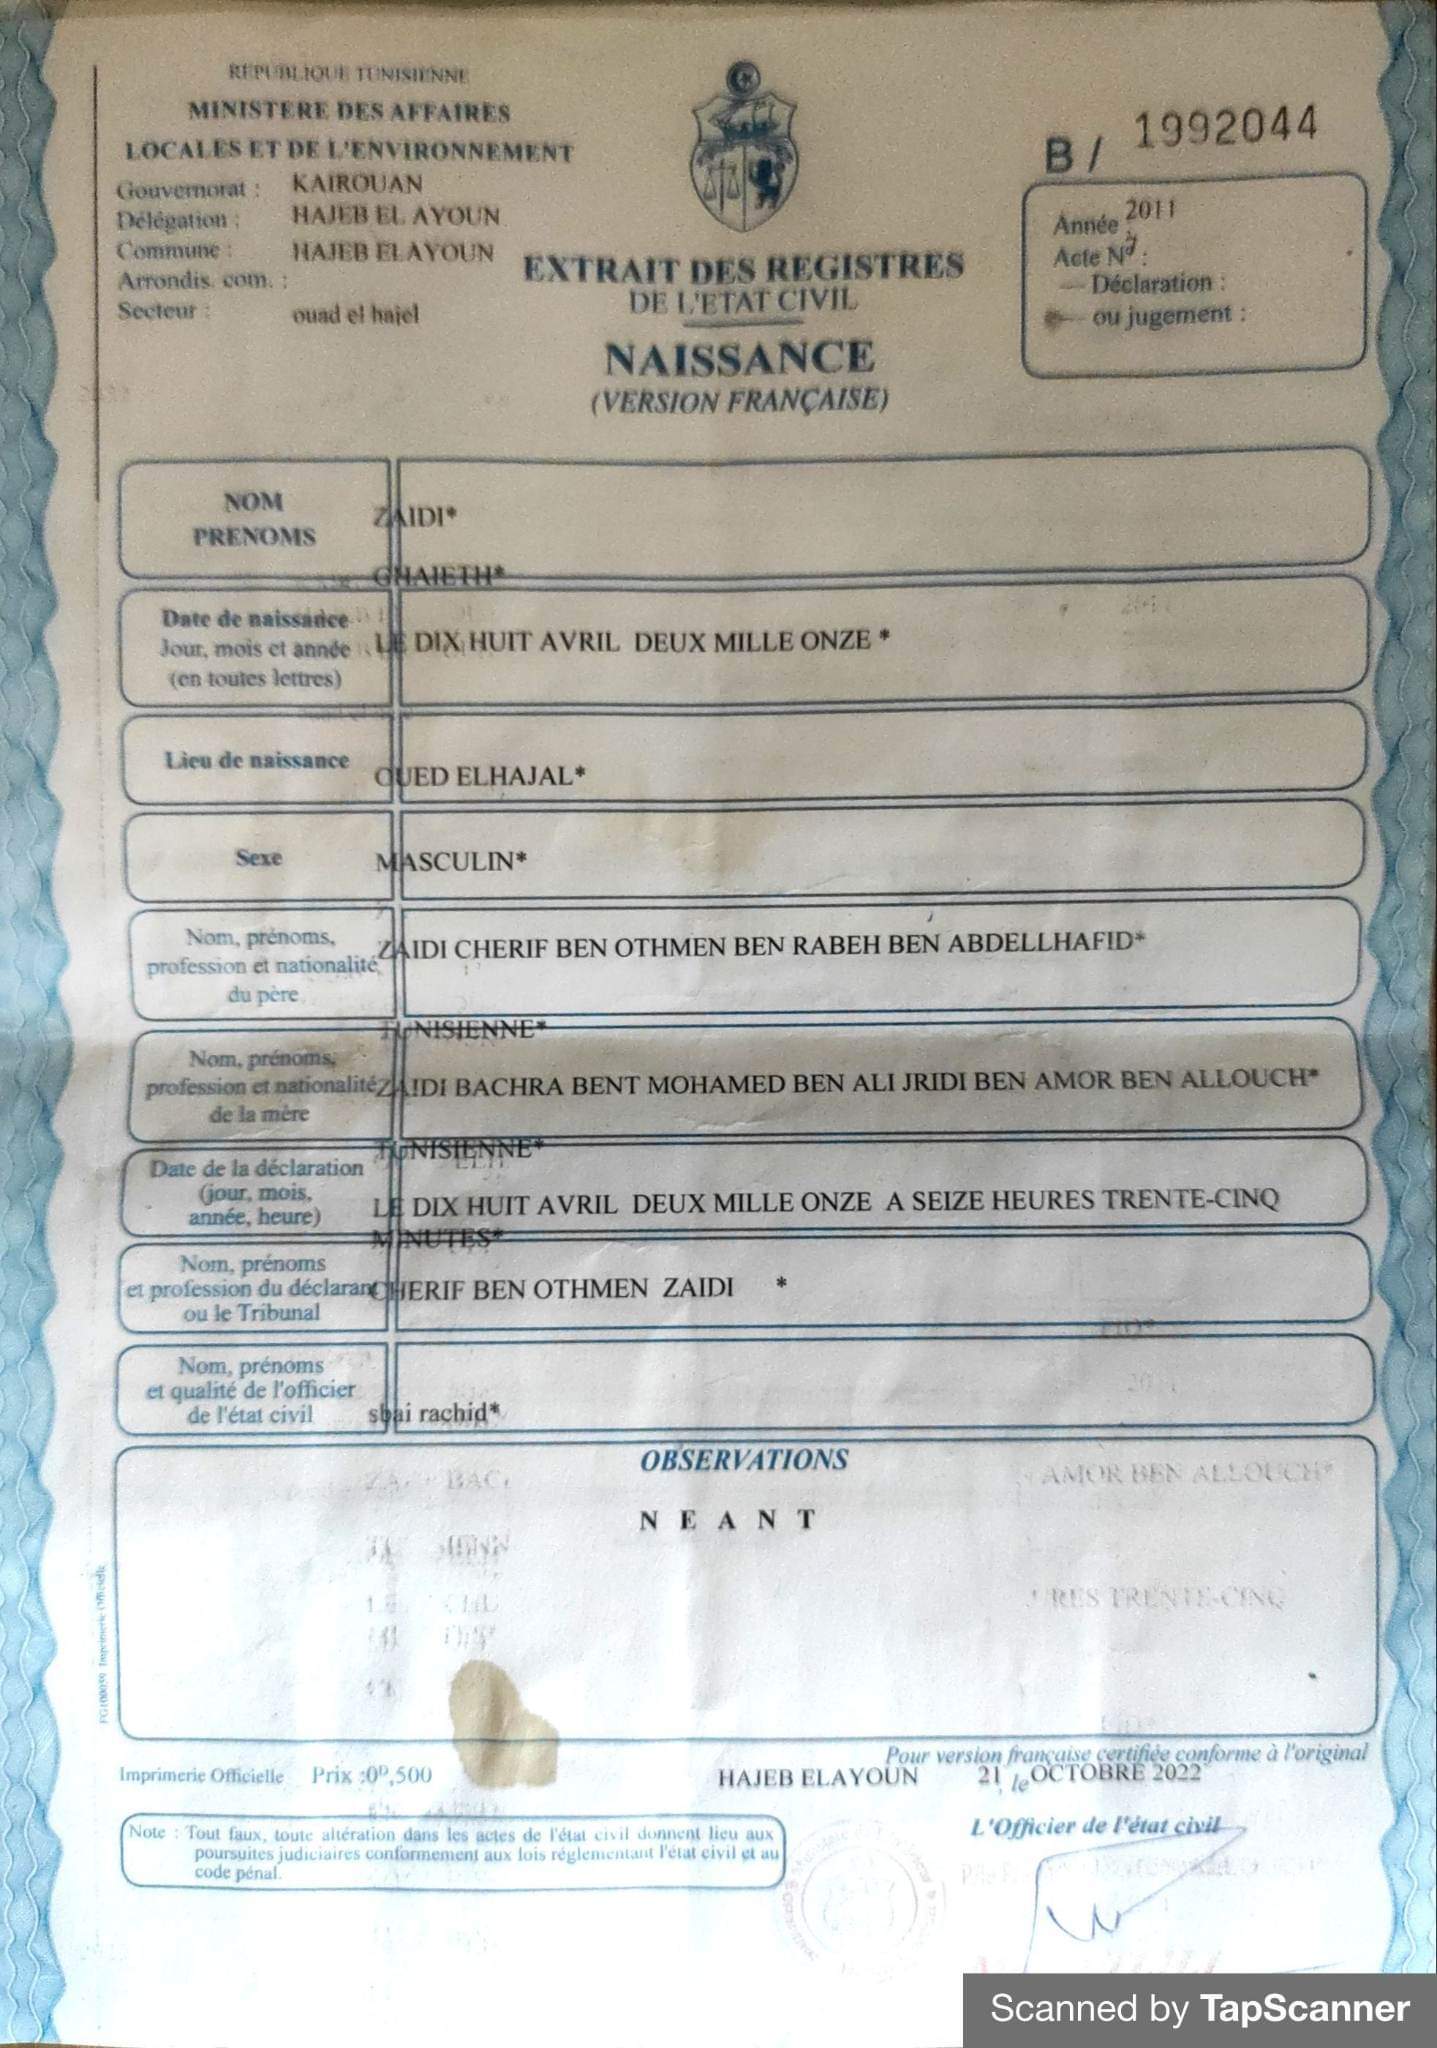 REPUBLIQUE TUNISIENNE
MINISTERE DES AFFAIRES
LOCALES ET DE L'ENVIRONNEMENT
Gouvernorat : KAIROUAN
Délégation : HAJEB EL AYOUN
Commune : HAJEB ELAYOUN
Arrondis. com. :
Secteur : ouad el hajel
B / 1992044
Année 2011
Acte N° :
Déclaration :
ou jugement :
EXTRAIT DES REGISTRES
DE L'ETAT CIVIL
NAISSANCE
(VERSION FRANÇAISE)
NOM
PRENOMS
ZAIDI*
GHAIETH*
Date de naissance
Jour, mois et année
(en toutes lettres)
LE DIX HUIT AVRIL DEUX MILLE ONZE *
Lieu de naissance
OUED ELHAJAL*
Sexe
MASCULIN*
Nom, prénoms,
profession et nationalité
du père
ZAIDI CHERIF BEN OTHMEN BEN RABEH BEN ABDELLHAFID*
TUNISIENNE*
Nom, prénoms,
profession et nationalité
de la mère
ZAIDI BACHRA BENT MOHAMED BEN ALI JRIDI BEN AMOR BEN ALLOUCH*
TUNISIENNE*
Date de la déclaration
(jour, mois,
année, heure)
LE DIX HUIT AVRIL DEUX MILLE ONZE A SEIZE HEURES TRENTE-CINQ
MINUTES*
Nom, prénoms
et profession du déclarant
ou le Tribunal
CHERIF BEN OTHMEN ZAIDI *
Nom, prénoms
et qualité de l'officier
de l'état civil
sbai rachid*
OBSERVATIONS
N E A N T
AMOR BEN ALLOUCH*
TRENTE-CINQ
Imprimerie Officielle
Pour version française certifiée conforme à l'original
Imprimerie Officielle Prix :0ᴰ,500
HAJEB ELAYOUN 21, le OCTOBRE 2022
L'Officier de l'état civil
Note : Tout faux, toute altération dans les actes de l'état civil donnent lieu aux
poursuites judiciaires conformement aux lois réglementant l'état civil et au
code pénal.
Scanned by TapScanner